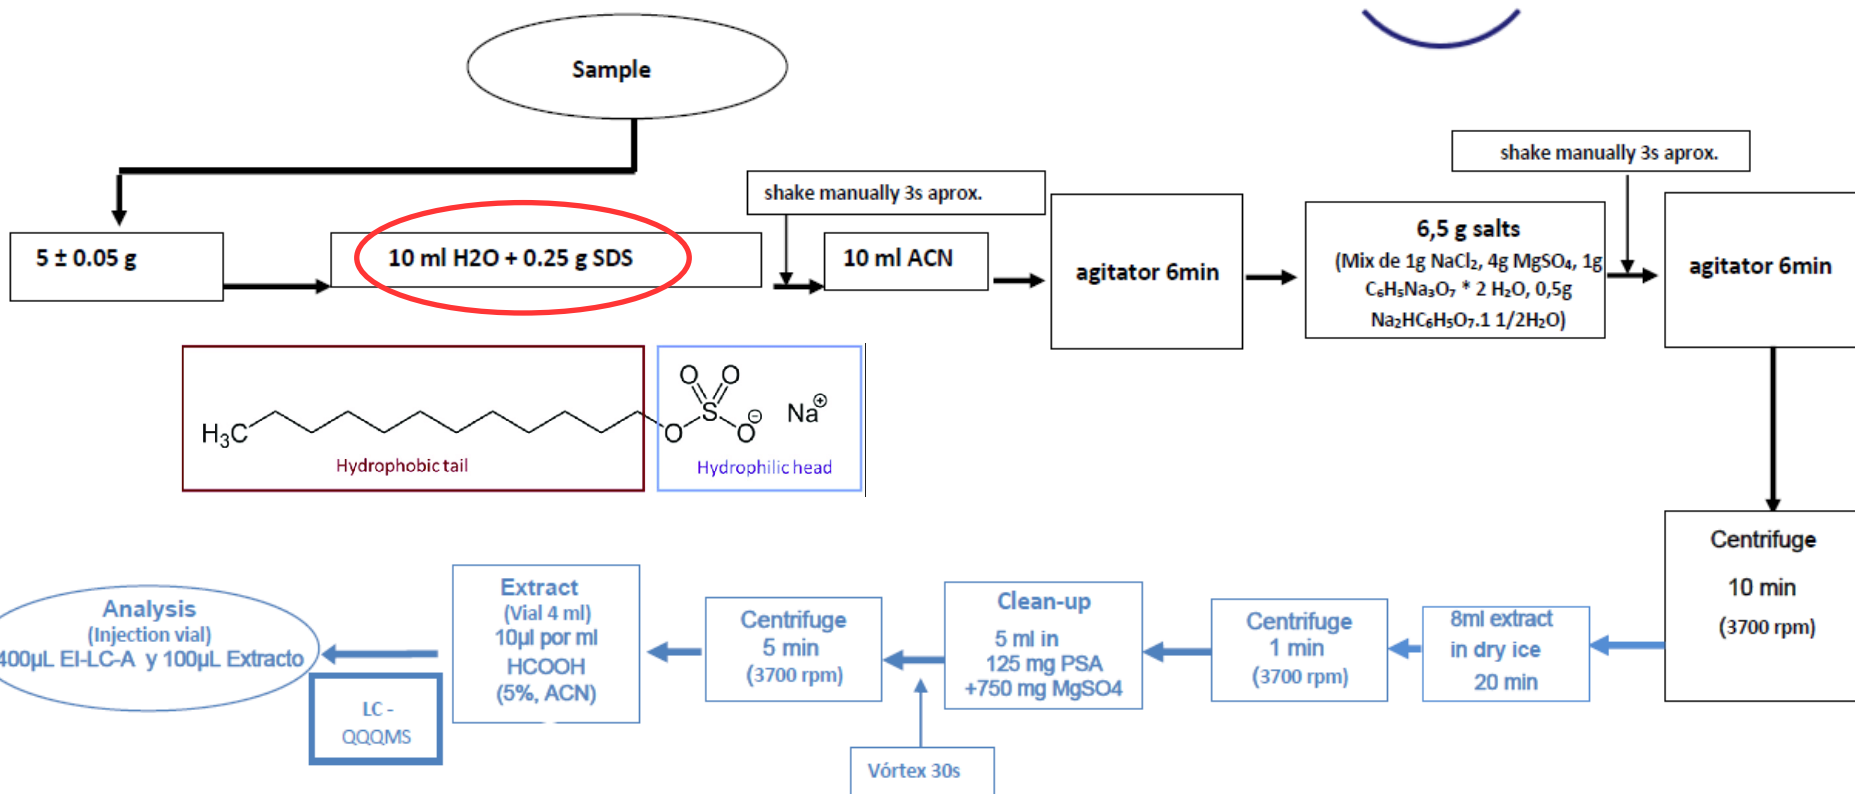 Sample
5 ± 0.05 g
10 ml H2O + 0.25 g SDS
shake manually 3s aprox.
10 ml ACN
agitator 6min
6,5 g salts
(Mix de 1g NaCl₂, 4g MgSO₄, 1g
C₆H₅Na₃O₇ * 2 H₂O, 0,5g
Na₂HC₆H₅O₇.1 1/2H₂O)
shake manually 3s aprox.
agitator 6min
H₃C
O
S
O
O
O
⊖
Na⊕
Hydrophobic tail
Hydrophilic head
Centrifuge
10 min
(3700 rpm)
8ml extract
in dry ice
20 min
Centrifuge
1 min
(3700 rpm)
Clean-up
5 ml in
125 mg PSA
+750 mg MgSO4
Vórtex 30s
Centrifuge
5 min
(3700 rpm)
Extract
(Vial 4 ml)
10µl por ml
HCOOH
(5%, ACN)
LC -
QQQMS
Analysis
(Injection vial)
400µL EI-LC-A y 100µL Extracto